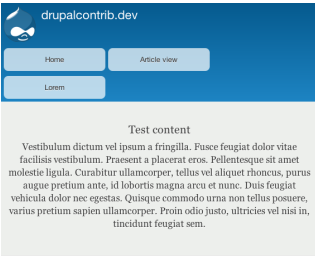 drupalcontrib.dev
Home
Article view
Lorem
Test content
Vestibulum dictum vel ipsum a fringilla. Fusce feugiat dolor vitae
facilisis vestibulum. Praesent a placerat eros. Pellentesque sit amet
molestie ligula. Curabitur ullamcorper, tellus vel aliquet rhoncus, purus
augue pretium ante, id lobortis magna arcu et nunc. Duis feugiat
vehicula dolor nec egestas. Quisque commodo urna non tellus posuere,
varius pretium sapien ullamcorper. Proin odio justo, ultricies vel nisi in,
tincidunt feugiat sem.